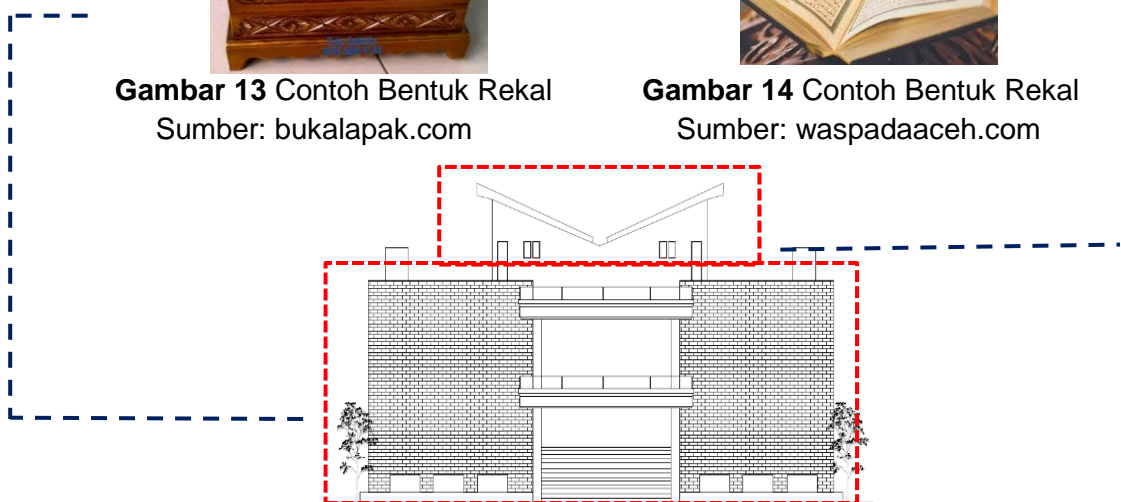 Gambar 13 Contoh Bentuk Rekal
Sumber: bukalapak.com
Gambar 14 Contoh Bentuk Rekal
Sumber: waspadaaceh.com